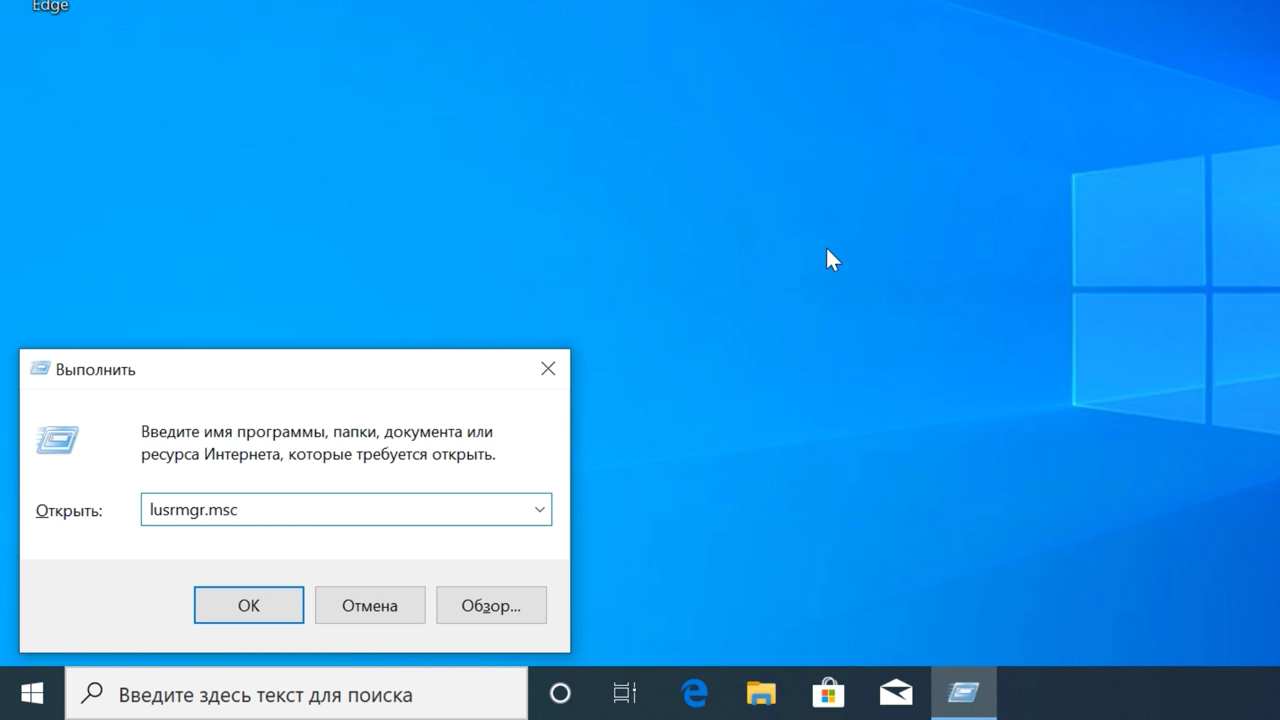 Edge
Выполнить
Введите имя программы, папки, документа или
ресурса Интернета, которые требуется открыть.
Открыть: lusrmgr.msc
OK Отмена Обзор...
Введите здесь текст для поиска